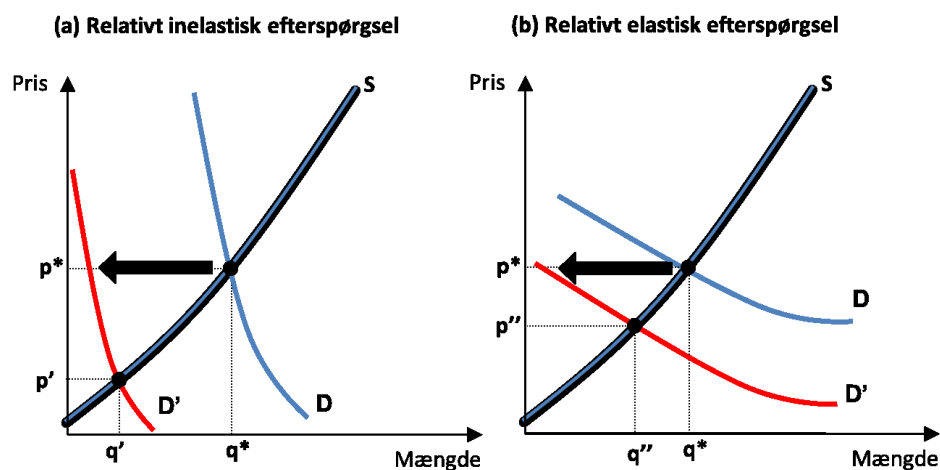 (a) Relativt inelastisk efterspørgsel
Pris
S
p*
p'
D'
D
q'
q*
Mængde
(b) Relativt elastisk efterspørgsel
Pris
S
p*
D
p''
D'
q''
q*
Mængde